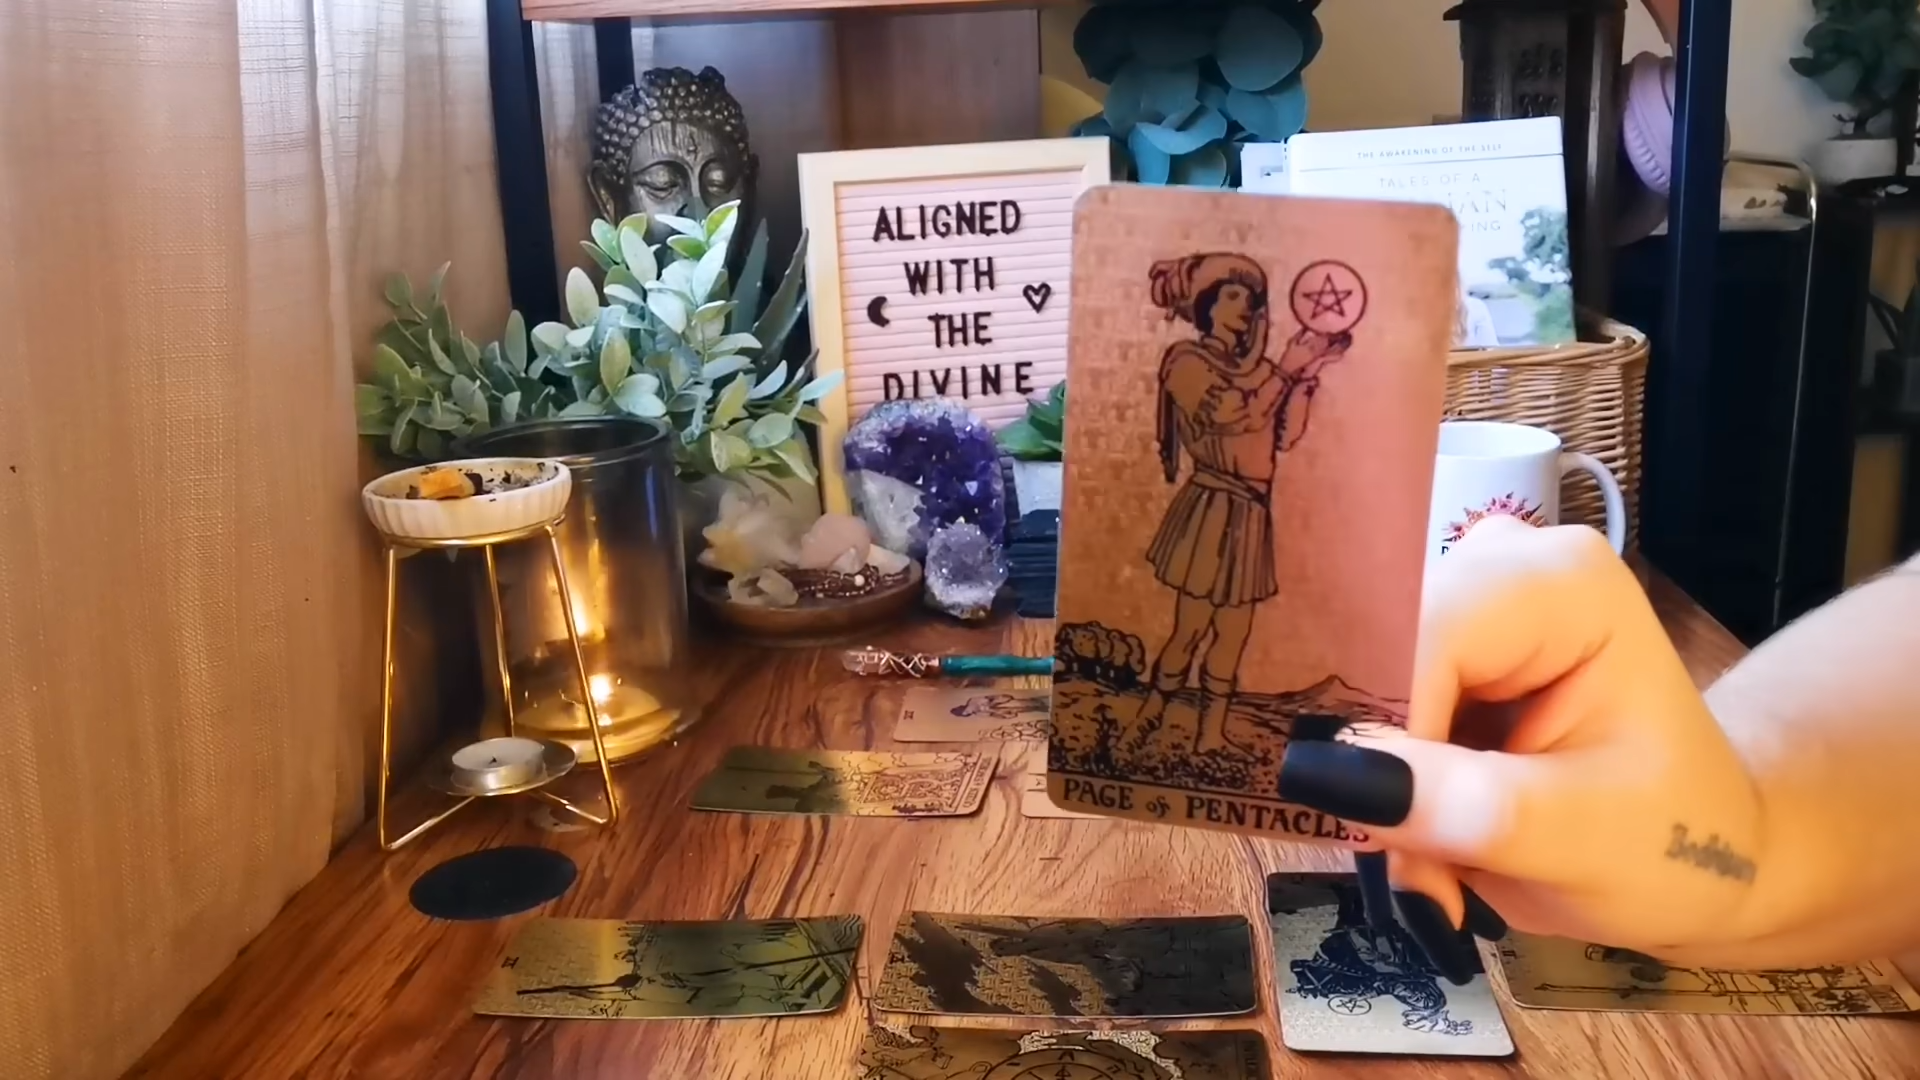 ALIGNED
WITH
THE
DIVINE
THE AWAKENING OF THE SELF
TALES OF A
PAGE of PENTACLES